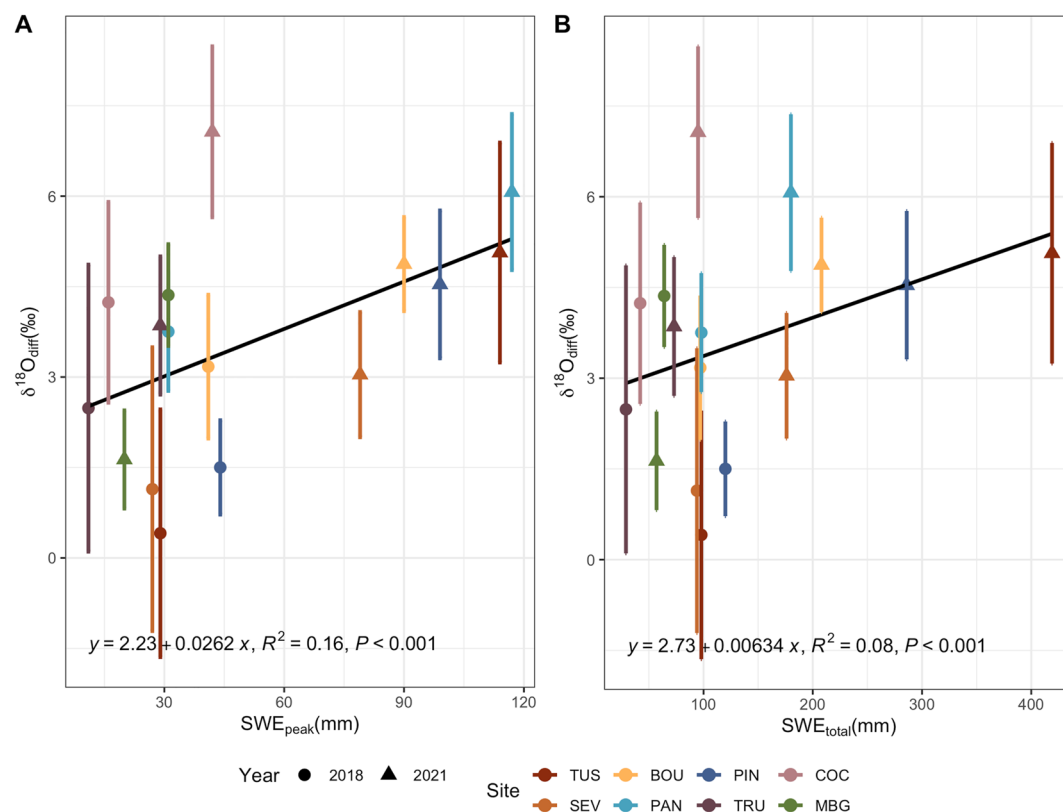 A
B
6
3
0
δ18Odiff(‰)
y = 2.23 + 0.0262 x, R2 = 0.16, P < 0.001
30 60 90 120
SWEpeak(mm)
6
3
0
δ18Odiff(‰)
y = 2.73 + 0.00634 x, R2 = 0.08, P < 0.001
100 200 300 400
SWEtotal(mm)
Year 2018 2021
Site
TUS BOU PIN COC
SEV PAN TRU MBG